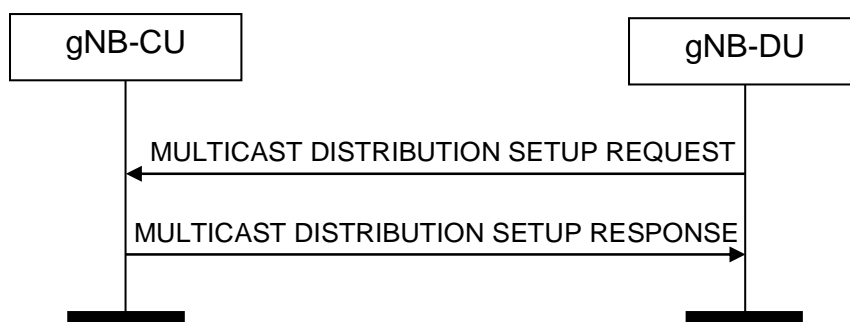 gNB-CU
gNB-DU
MULTICAST DISTRIBUTION SETUP REQUEST
MULTICAST DISTRIBUTION SETUP RESPONSE